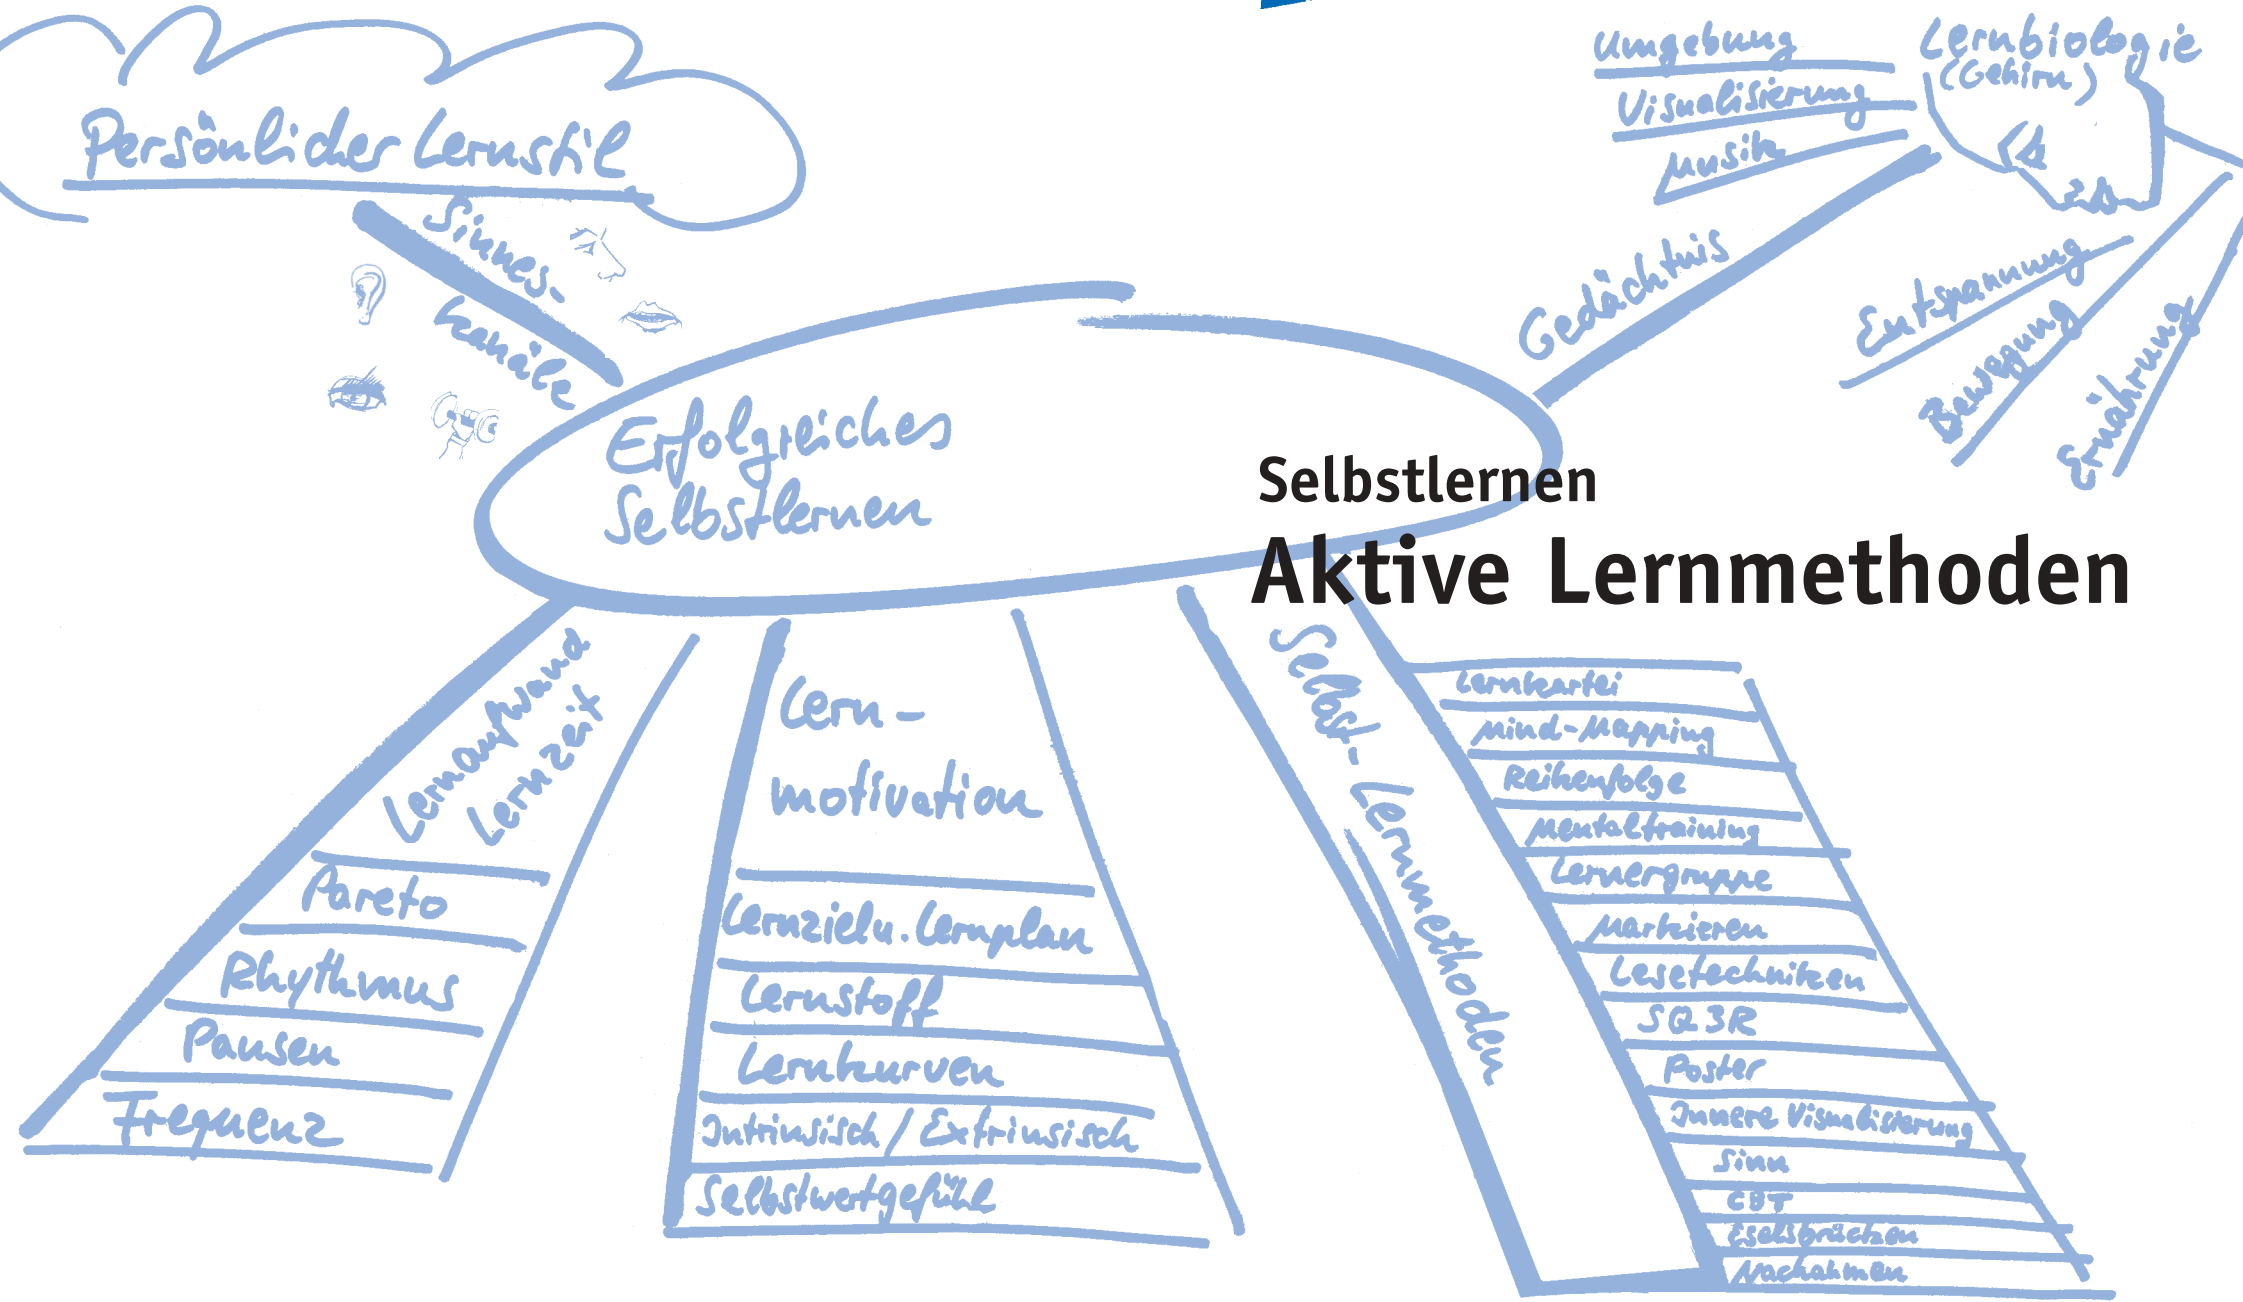 Persönlicher Lernstil
Sinnes-
kanäle
Umgebung
Visualisierung
Musik
Lernbiologie
(Gehirn)
Gedächtnis
Entspannung
Bewegung
Ernährung
Erfolgreiches
Selbstlernen
Selbstlernen
Aktive Lernmethoden
Lernaufwand
Lernzeit
Pareto
Rhythmus
Pausen
Frequenz
Lern-
motivation
Lernziel u. Lernplan
Lernstoff
Lernkurven
Intrinsisch / Extrinsisch
Selbstwertgefühl
Selbst-Lernmethoden
Lernkartei
Mind-Mapping
Reihenfolge
Mentaltraining
Lernergruppe
Markieren
Lesetechniken
SQ3R
Poster
Innere Visualisierung
Sinn
CBT
Eselsbrücken
Nachahmen